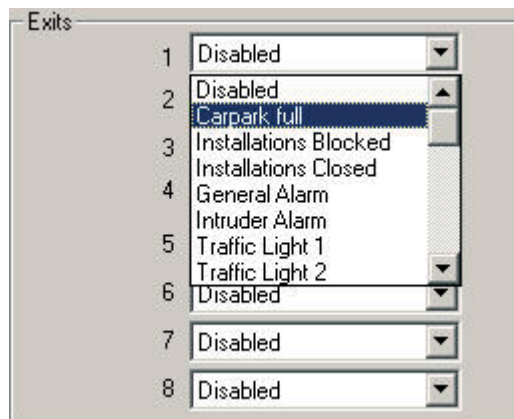 Exits
1 Disabled
2 Disabled
Carpark full
3 Installations Blocked
Installations Closed
4 General Alarm
Intruder Alarm
5 Traffic Light 1
Traffic Light 2
6 Disabled
7 Disabled
8 Disabled